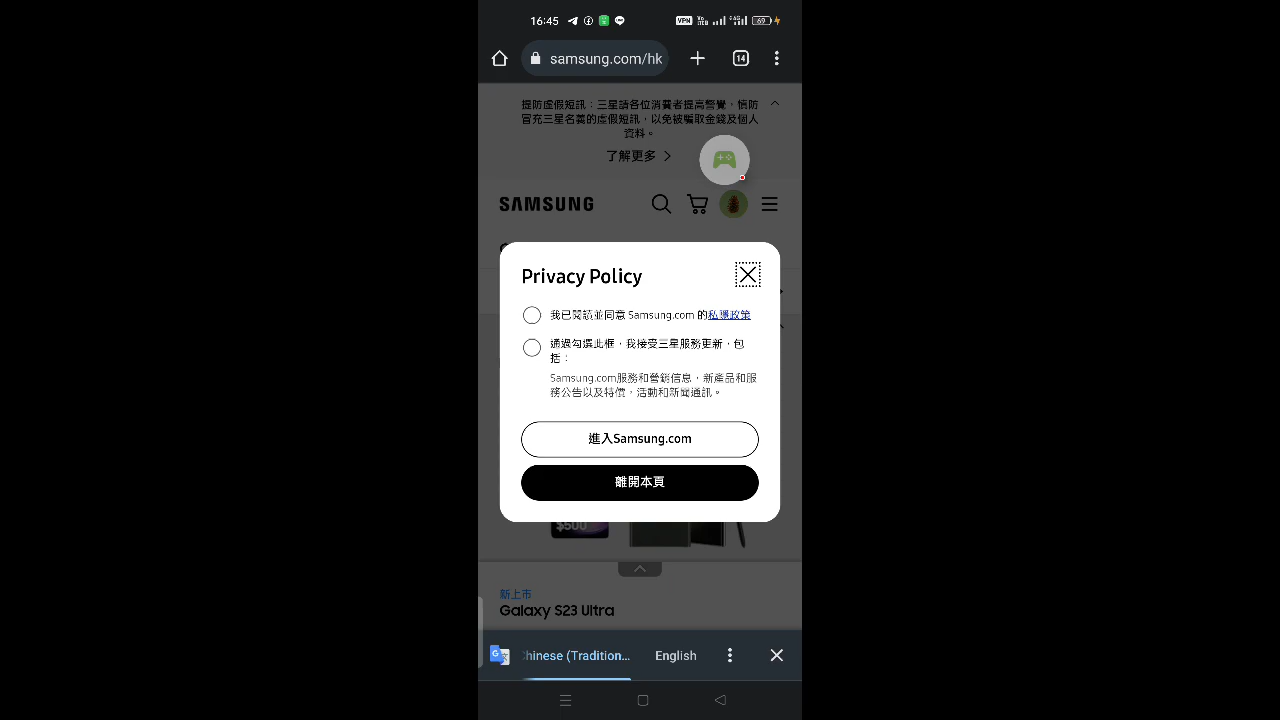 16:45
VPN
69
samsung.com/hk
14
提防虛假短訊：三星請各位消費者提高警覺，慎防
冒充三星名義的虛假短訊，以免被騙取金錢及個人
資料。
了解更多
SAMSUNG
Privacy Policy
我已閱讀並同意 Samsung.com 的私隱政策
通過勾選此框，我接受三星服務更新，包
括：
Samsung.com服務和營銷信息，新產品和服
務公告以及特價，活動和新聞通訊。
進入Samsung.com
離開本頁
$500
新上市
Galaxy S23 Ultra
hinese (Tradition...
English